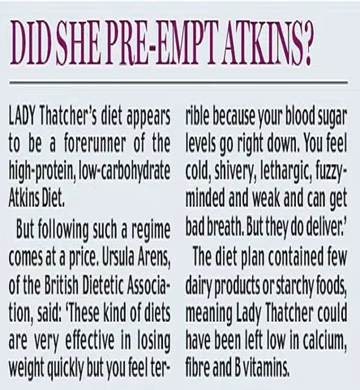 DID SHE PRE-EMPT ATKINS?
LADY Thatcher's diet appears
to be a forerunner of the
high-protein, low-carbohydrate
Atkins Diet.
But following such a regime
comes at a price. Ursula Arens,
of the British Dietetic Associa-
tion, said: 'These kind of diets
are very effective in losing
weight quickly but you feel ter-
rible because your blood sugar
levels go right down. You feel
cold, shivery, lethargic, fuzzy-
minded and weak and can get
bad breath. But they do deliver.'
The diet plan contained few
dairy products or starchy foods,
meaning Lady Thatcher could
have been left low in calcium,
fibre and B vitamins.